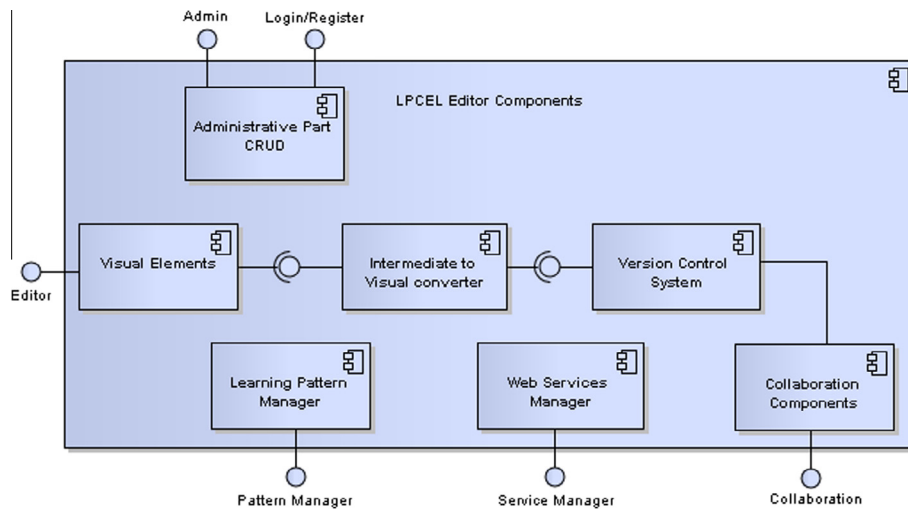 Admin
Login/Register
LPCEL Editor Components
Administrative Part
CRUD
Visual Elements
Intermediate to
Visual converter
Version Control
System
Editor
Learning Pattern
Manager
Web Services
Manager
Collaboration
Components
Pattern Manager
Service Manager
Collaboration